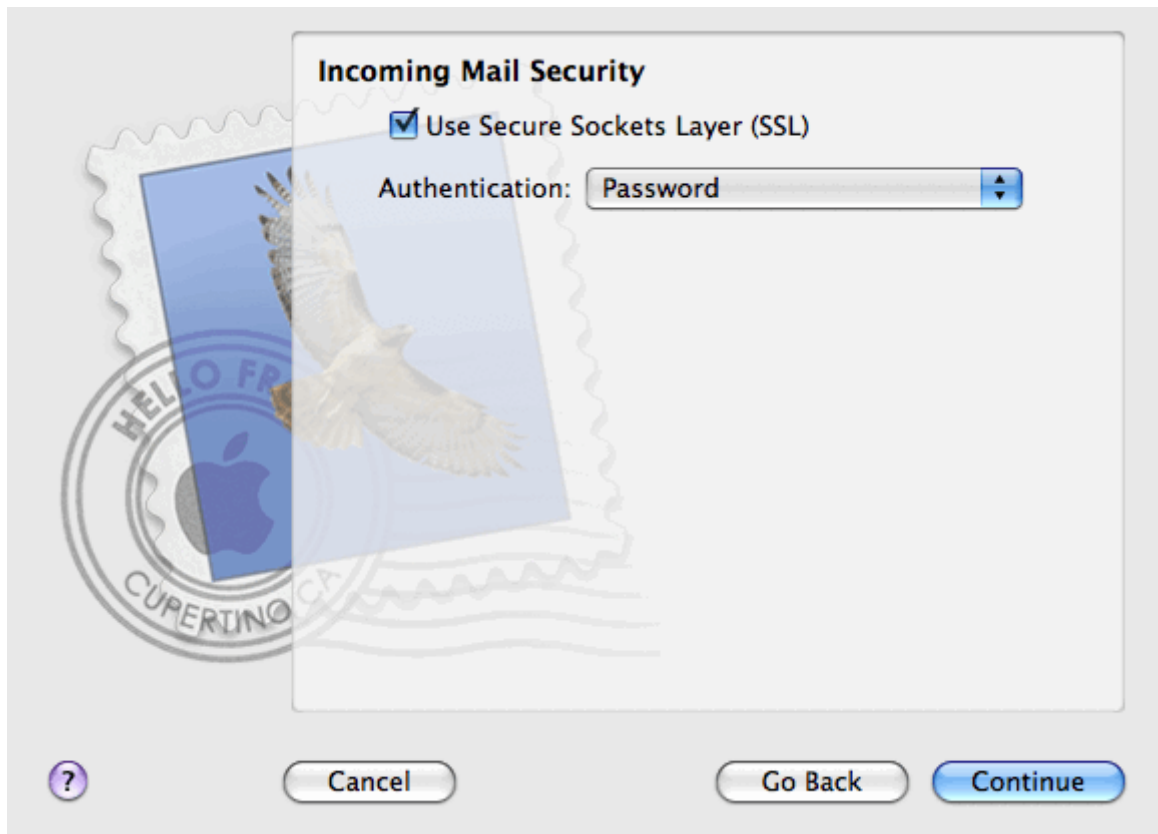 Incoming Mail Security
Use Secure Sockets Layer (SSL)
Authentication: Password
HELLO FR
CUPERTINO CA
?
Cancel
Go Back
Continue